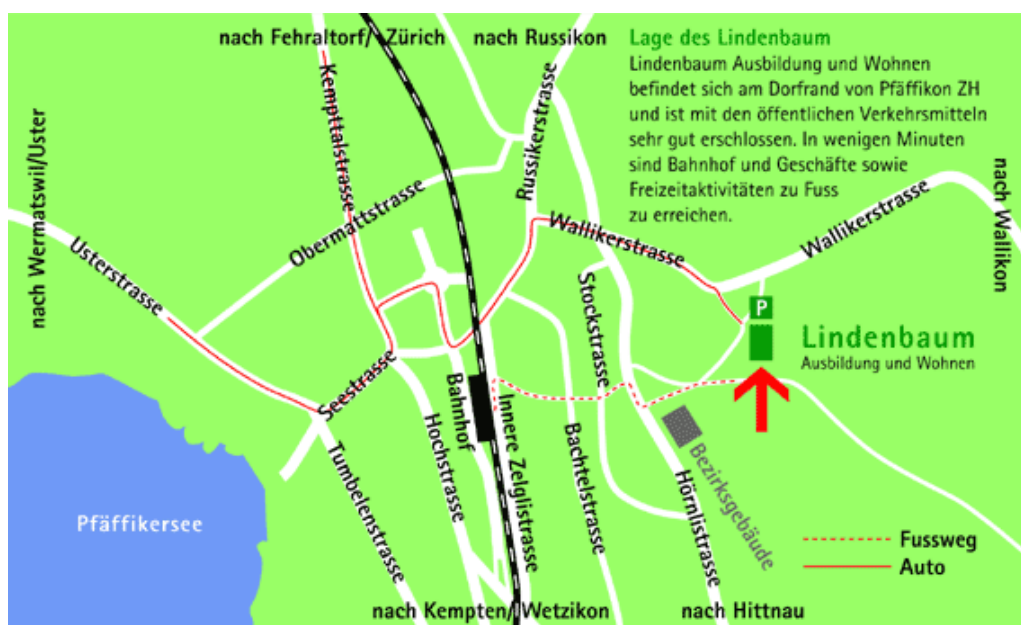 nach Fehraltorf/ Zürich
nach Russikon
Lage des Lindenbaum
Lindenbaum Ausbildung und Wohnen
befindet sich am Dorfrand von Pfäffikon ZH
und ist mit den öffentlichen Verkehrsmitteln
sehr gut erschlossen. In wenigen Minuten
sind Bahnhof und Geschäfte sowie
Freizeitaktivitäten zu Fuss
zu erreichen.
nach Wermatswil/Uster
Kempttalstrasse
Russikerstrasse
nach Wallikon
Obermattstrasse
Wallikerstrasse
Wallikerstrasse
Usterstrasse
Stockstrasse
P
Lindenbaum
Ausbildung und Wohnen
Seestrasse
Bahnhof
Hochstrasse
Innere Zelglistrasse
Bachtelstrasse
Hörnlistrasse
Bezirksgebäude
Tumbelenstrasse
Pfäffikersee
Fussweg
Auto
nach Kempten/ Wetzikon
nach Hittnau